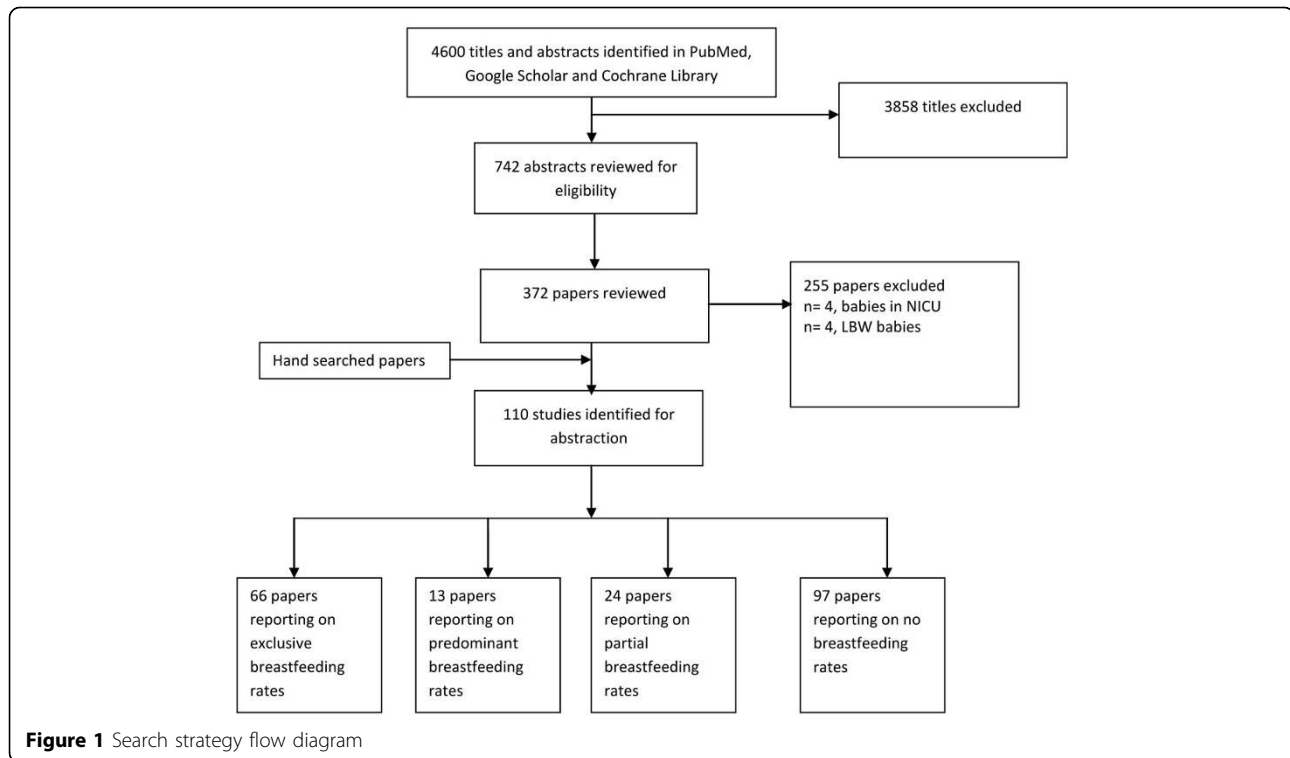 4600 titles and abstracts identified in PubMed,
Google Scholar and Cochrane Library
3858 titles excluded
742 abstracts reviewed for
eligibility
372 papers reviewed
255 papers excluded
n= 4, babies in NICU
n= 4, LBW babies
Hand searched papers
110 studies identified for
abstraction
66 papers
reporting on
exclusive
breastfeeding
rates
13 papers
reporting on
predominant
breastfeeding
rates
24 papers
reporting on
partial
breastfeeding
rates
97 papers
reporting on no
breastfeeding
rates
Figure 1 Search strategy flow diagram